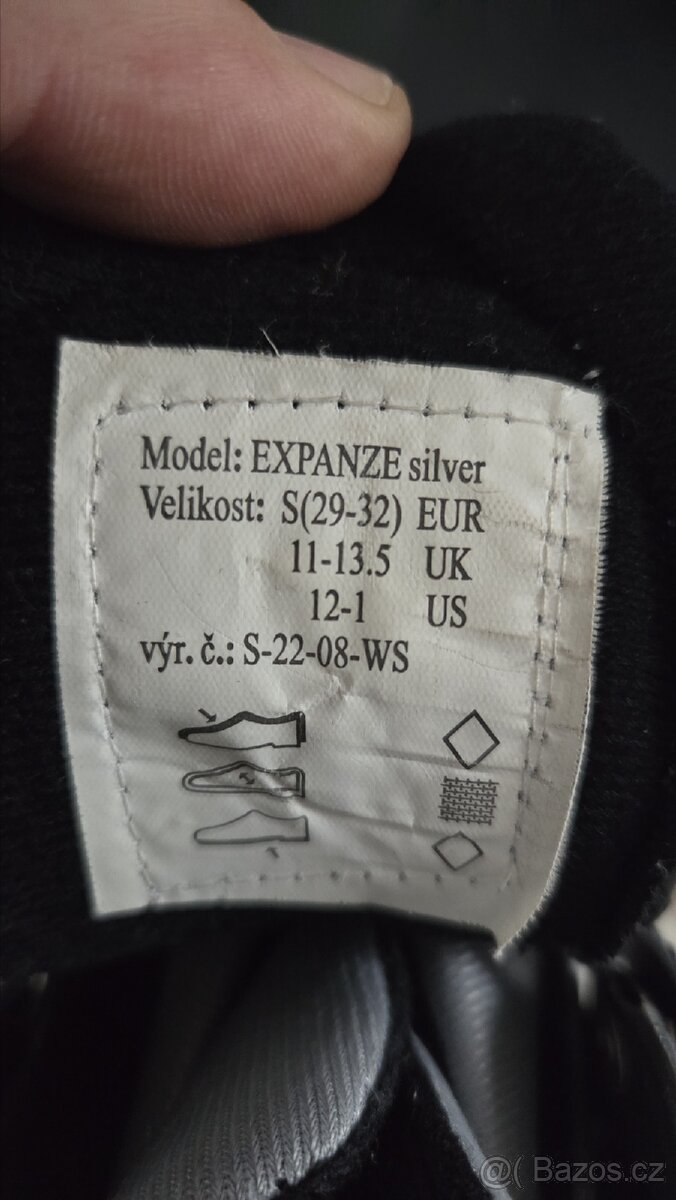 Model: EXPANZE silver
Velikost: S(29-32) EUR
11-13.5 UK
12-1 US
výr. č.: S-22-08-WS
@( Bazos.cz